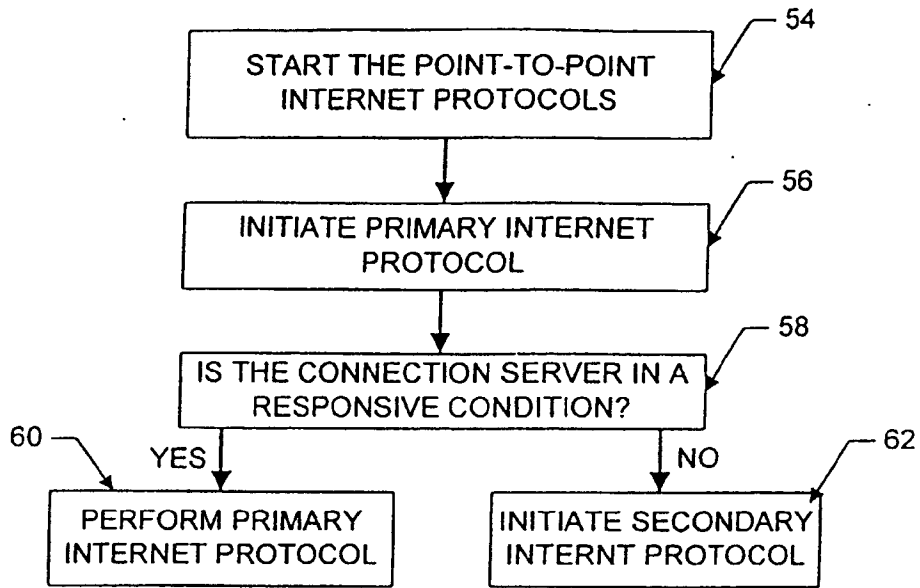 54
START THE POINT-TO-POINT
INTERNET PROTOCOLS
56
INITIATE PRIMARY INTERNET
PROTOCOL
58
IS THE CONNECTION SERVER IN A
RESPONSIVE CONDITION?
60
YES
NO
62
PERFORM PRIMARY
INTERNET PROTOCOL
INITIATE SECONDARY
INTERNT PROTOCOL